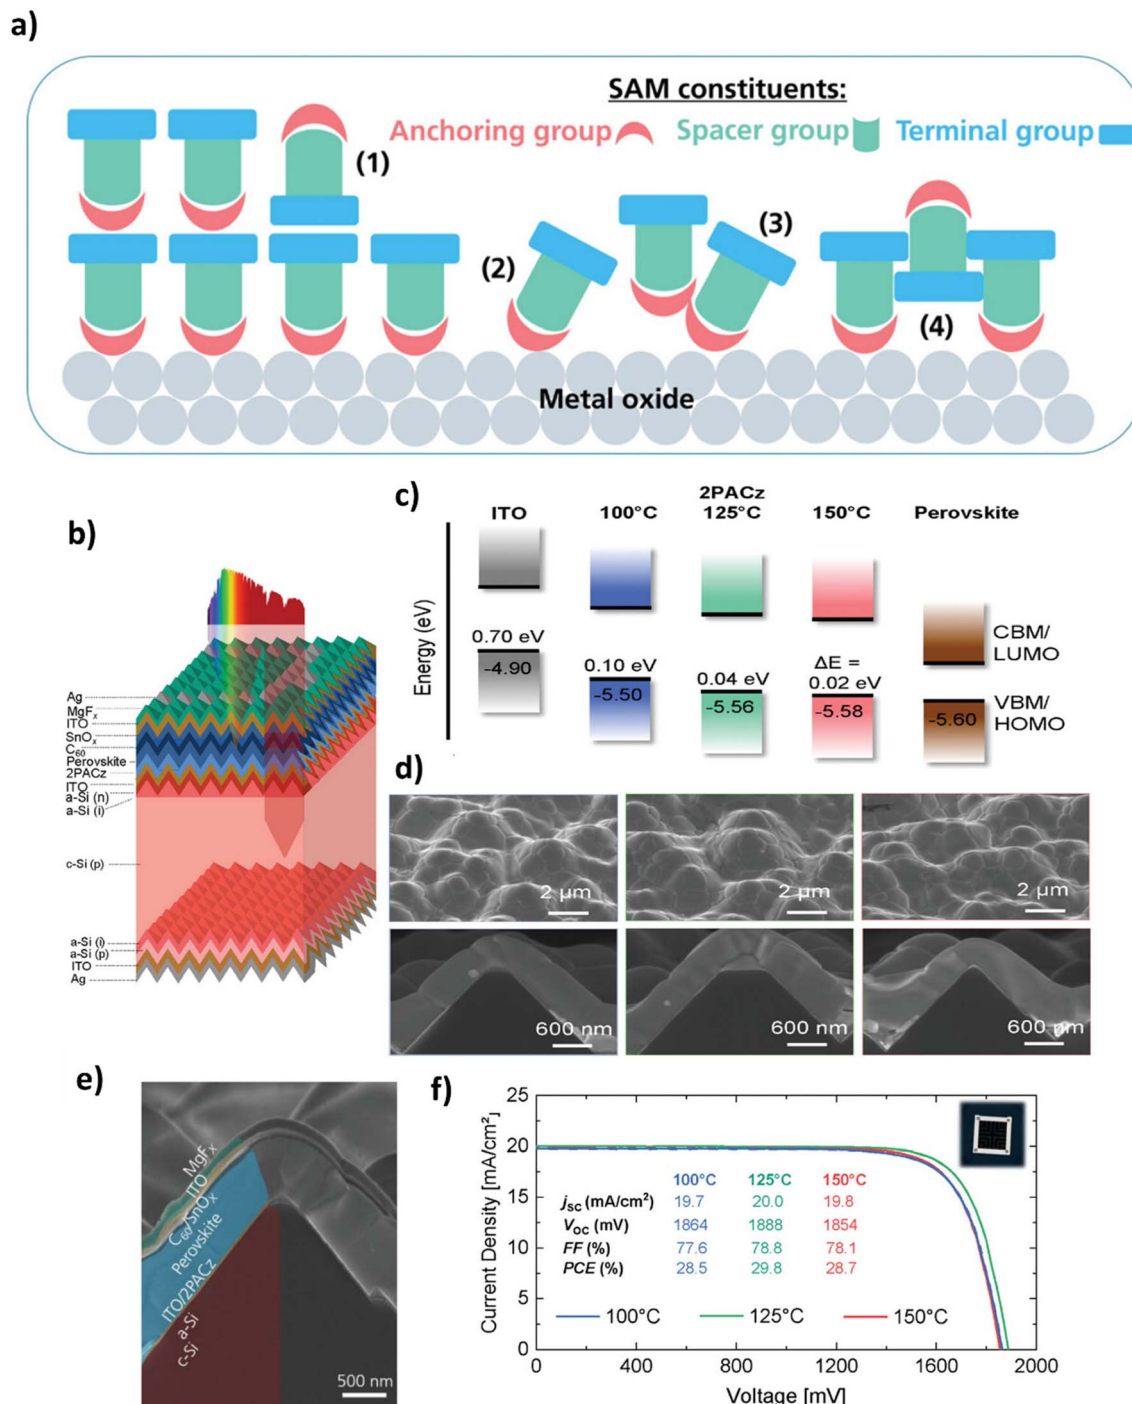 a)
SAM constituents:
Anchoring group Spacer group Terminal group
(1)
(2)
(3)
(4)
Metal oxide
b)
Ag
MgFₓ
ITO
SnOₓ
C₆₀
Perovskite
2PACz
ITO
a-Si (n)
a-Si (i)
c-Si (p)
a-Si (i)
a-Si (p)
ITO
Ag
c)
2PACz
ITO 100°C 125°C 150°C Perovskite
Energy (eV)
0.70 eV
-4.90
0.10 eV
-5.50
0.04 eV
-5.56
ΔE =
0.02 eV
-5.58
-5.60
CBM/
LUMO
VBM/
HOMO
d)
2 μm 2 μm 2 μm
600 nm 600 nm 600 nm
e)
MgFₓ
ITO
C₆₀/SnOₓ
Perovskite
ITO/2PACz
a-Si
c-Si
500 nm
f)
Current Density [mA/cm²]
25
20
15
10
5
0
100°C 125°C 150°C
jSC (mA/cm²) 19.7 20.0 19.8
VOC (mV) 1864 1888 1854
FF (%) 77.6 78.8 78.1
PCE (%) 28.5 29.8 28.7
100°C 125°C 150°C
0 400 800 1200 1600 2000
Voltage [mV]